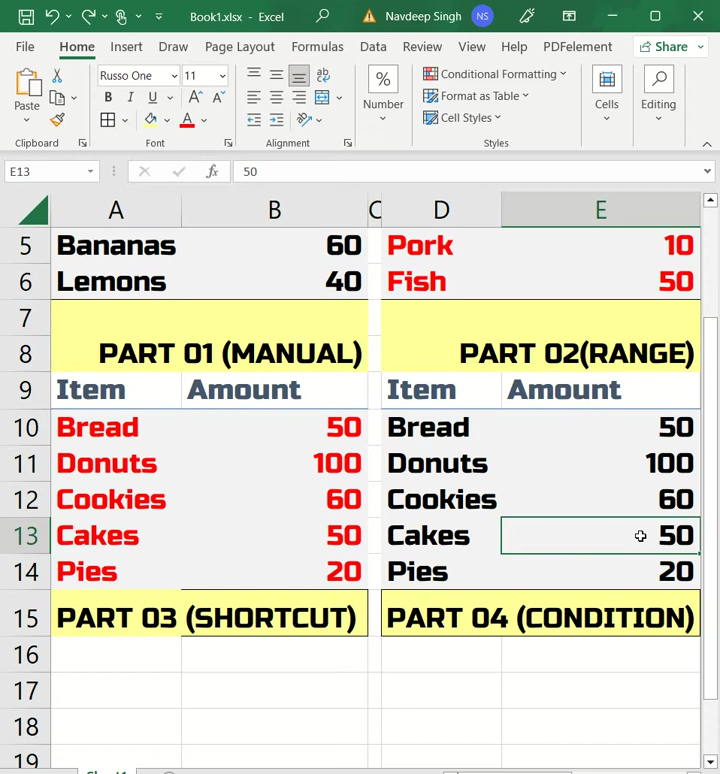 Book1.xlsx - Excel
Navdeep Singh
NS
File
Home
Insert
Draw
Page Layout
Formulas
Data
Review
View
Help
PDFelement
Share
Paste
Russo One
11
B
I
U
A
A
A
ab
Number
Conditional Formatting
Format as Table
Cell Styles
Cells
Editing
Clipboard
Font
Alignment
Styles
E13
fx
50
A B C D E
5 Bananas 60 Pork 10
6 Lemons 40 Fish 50
7
8 PART 01 (MANUAL) PART 02(RANGE)
9 Item Amount Item Amount
10 Bread 50 Bread 50
11 Donuts 100 Donuts 100
12 Cookies 60 Cookies 60
13 Cakes 50 Cakes 50
14 Pies 20 Pies 20
15 PART 03 (SHORTCUT) PART 04 (CONDITION)
16
17
18
19
Sheet1